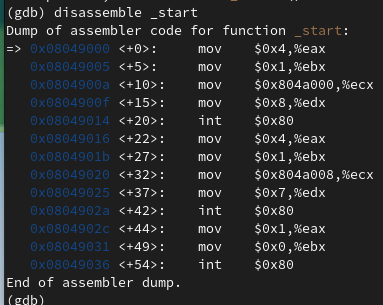 (gdb) disassemble _start
Dump of assembler code for function _start:
=> 0x08049000 <+0>: mov $0x4,%eax
0x08049005 <+5>: mov $0x1,%ebx
0x0804900a <+10>: mov $0x804a000,%ecx
0x0804900f <+15>: mov $0x8,%edx
0x08049014 <+20>: int $0x80
0x08049016 <+22>: mov $0x4,%eax
0x0804901b <+27>: mov $0x1,%ebx
0x08049020 <+32>: mov $0x804a008,%ecx
0x08049025 <+37>: mov $0x7,%edx
0x0804902a <+42>: int $0x80
0x0804902c <+44>: mov $0x1,%eax
0x08049031 <+49>: mov $0x0,%ebx
0x08049036 <+54>: int $0x80
End of assembler dump.
(gdb)